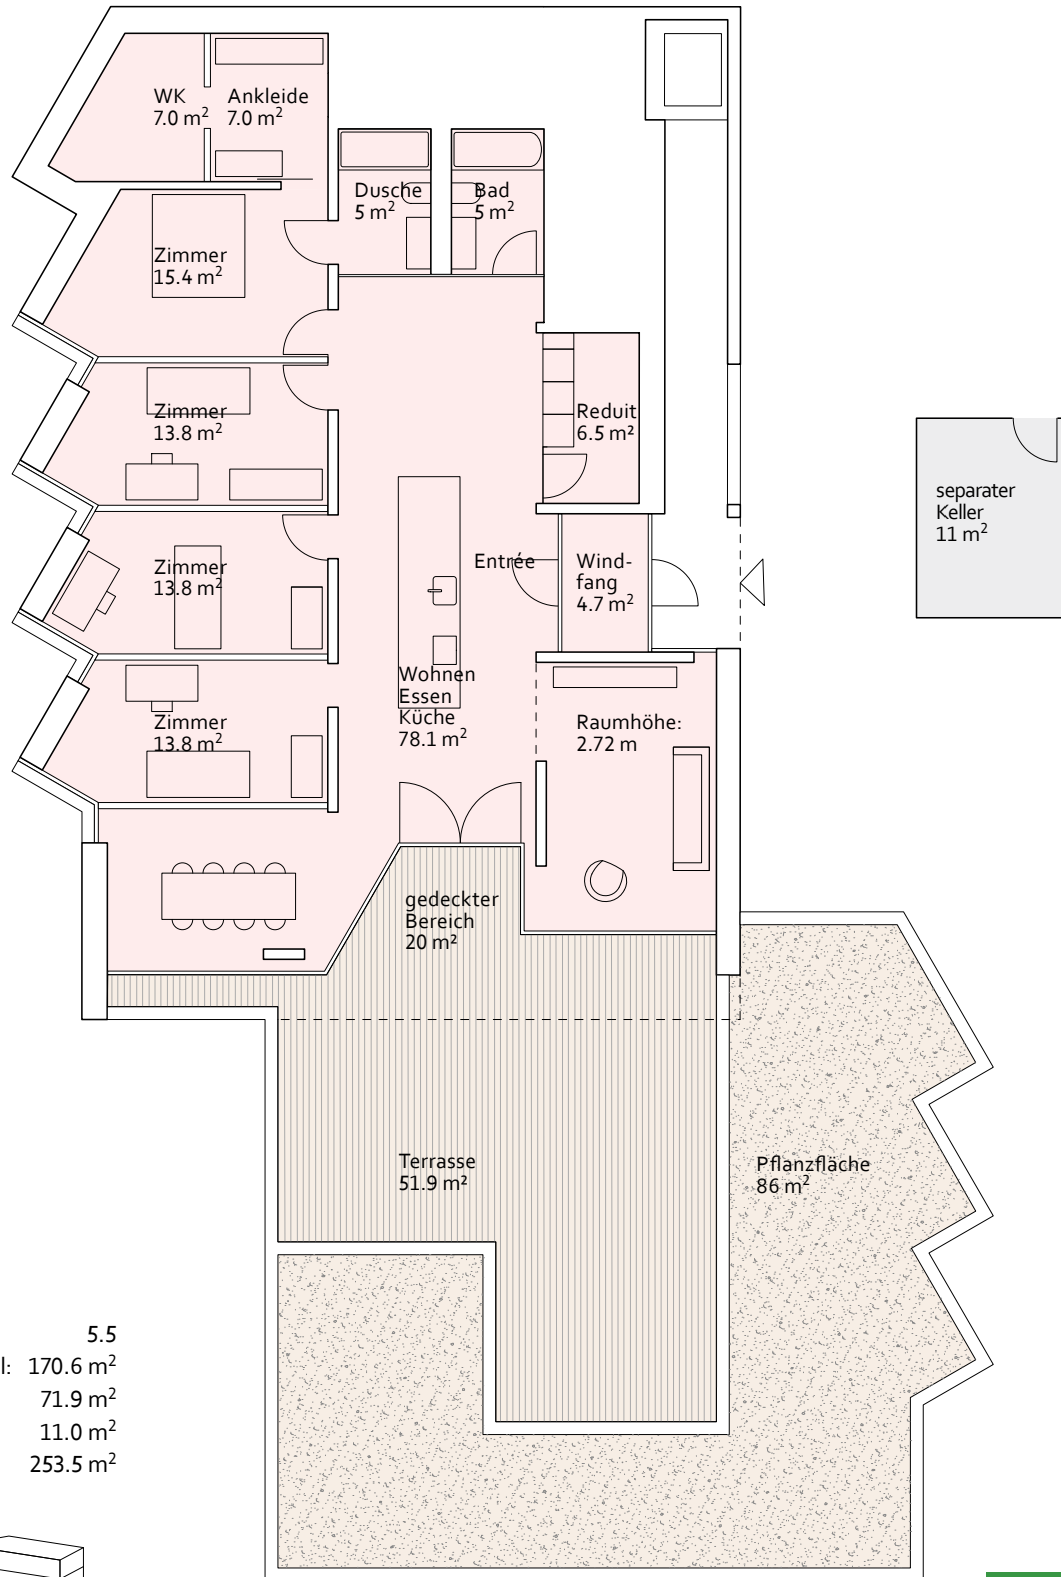 WK
7.0 m²
Ankleide
7.0 m²
Dusche
5 m²
Bad
5 m²
Zimmer
15.4 m²
Zimmer
13.8 m²
Reduit
6.5 m²
separater
Keller
11 m²
Zimmer
13.8 m²
Entrée
Wind-
fang
4.7 m²
Wohnen
Essen
Küche
78.1 m²
Zimmer
13.8 m²
Raumhöhe:
2.72 m
gedeckter
Bereich
20 m²
Terrasse
51.9 m²
Pflanzfläche
86 m²
5.5
l: 170.6 m²
71.9 m²
11.0 m²
253.5 m²